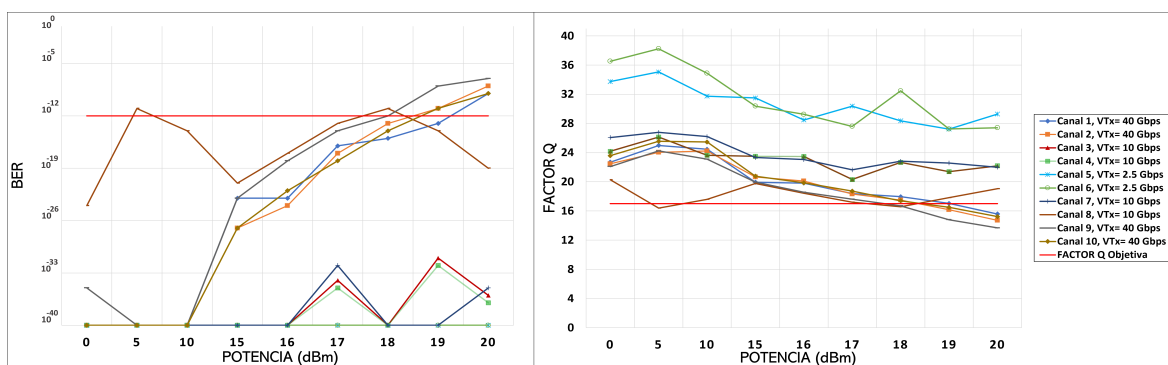 10^0
10^-5
10^-12
10^-19
10^-26
10^-33
10^-40
BER
0 5 10 15 16 17 18 19 20
POTENCIA (dBm)
40
36
32
28
24
20
16
12
8
4
0
FACTOR Q
0 5 10 15 16 17 18 19 20
POTENCIA (dBm)
Canal 1, VTx= 40 Gbps
Canal 2, VTx= 40 Gbps
Canal 3, VTx= 10 Gbps
Canal 4, VTx= 10 Gbps
Canal 5, VTx= 2.5 Gbps
Canal 6, VTx= 2.5 Gbps
Canal 7, VTx= 10 Gbps
Canal 8, VTx= 10 Gbps
Canal 9, VTx= 40 Gbps
Canal 10, VTx= 40 Gbps
FACTOR Q Objetiva